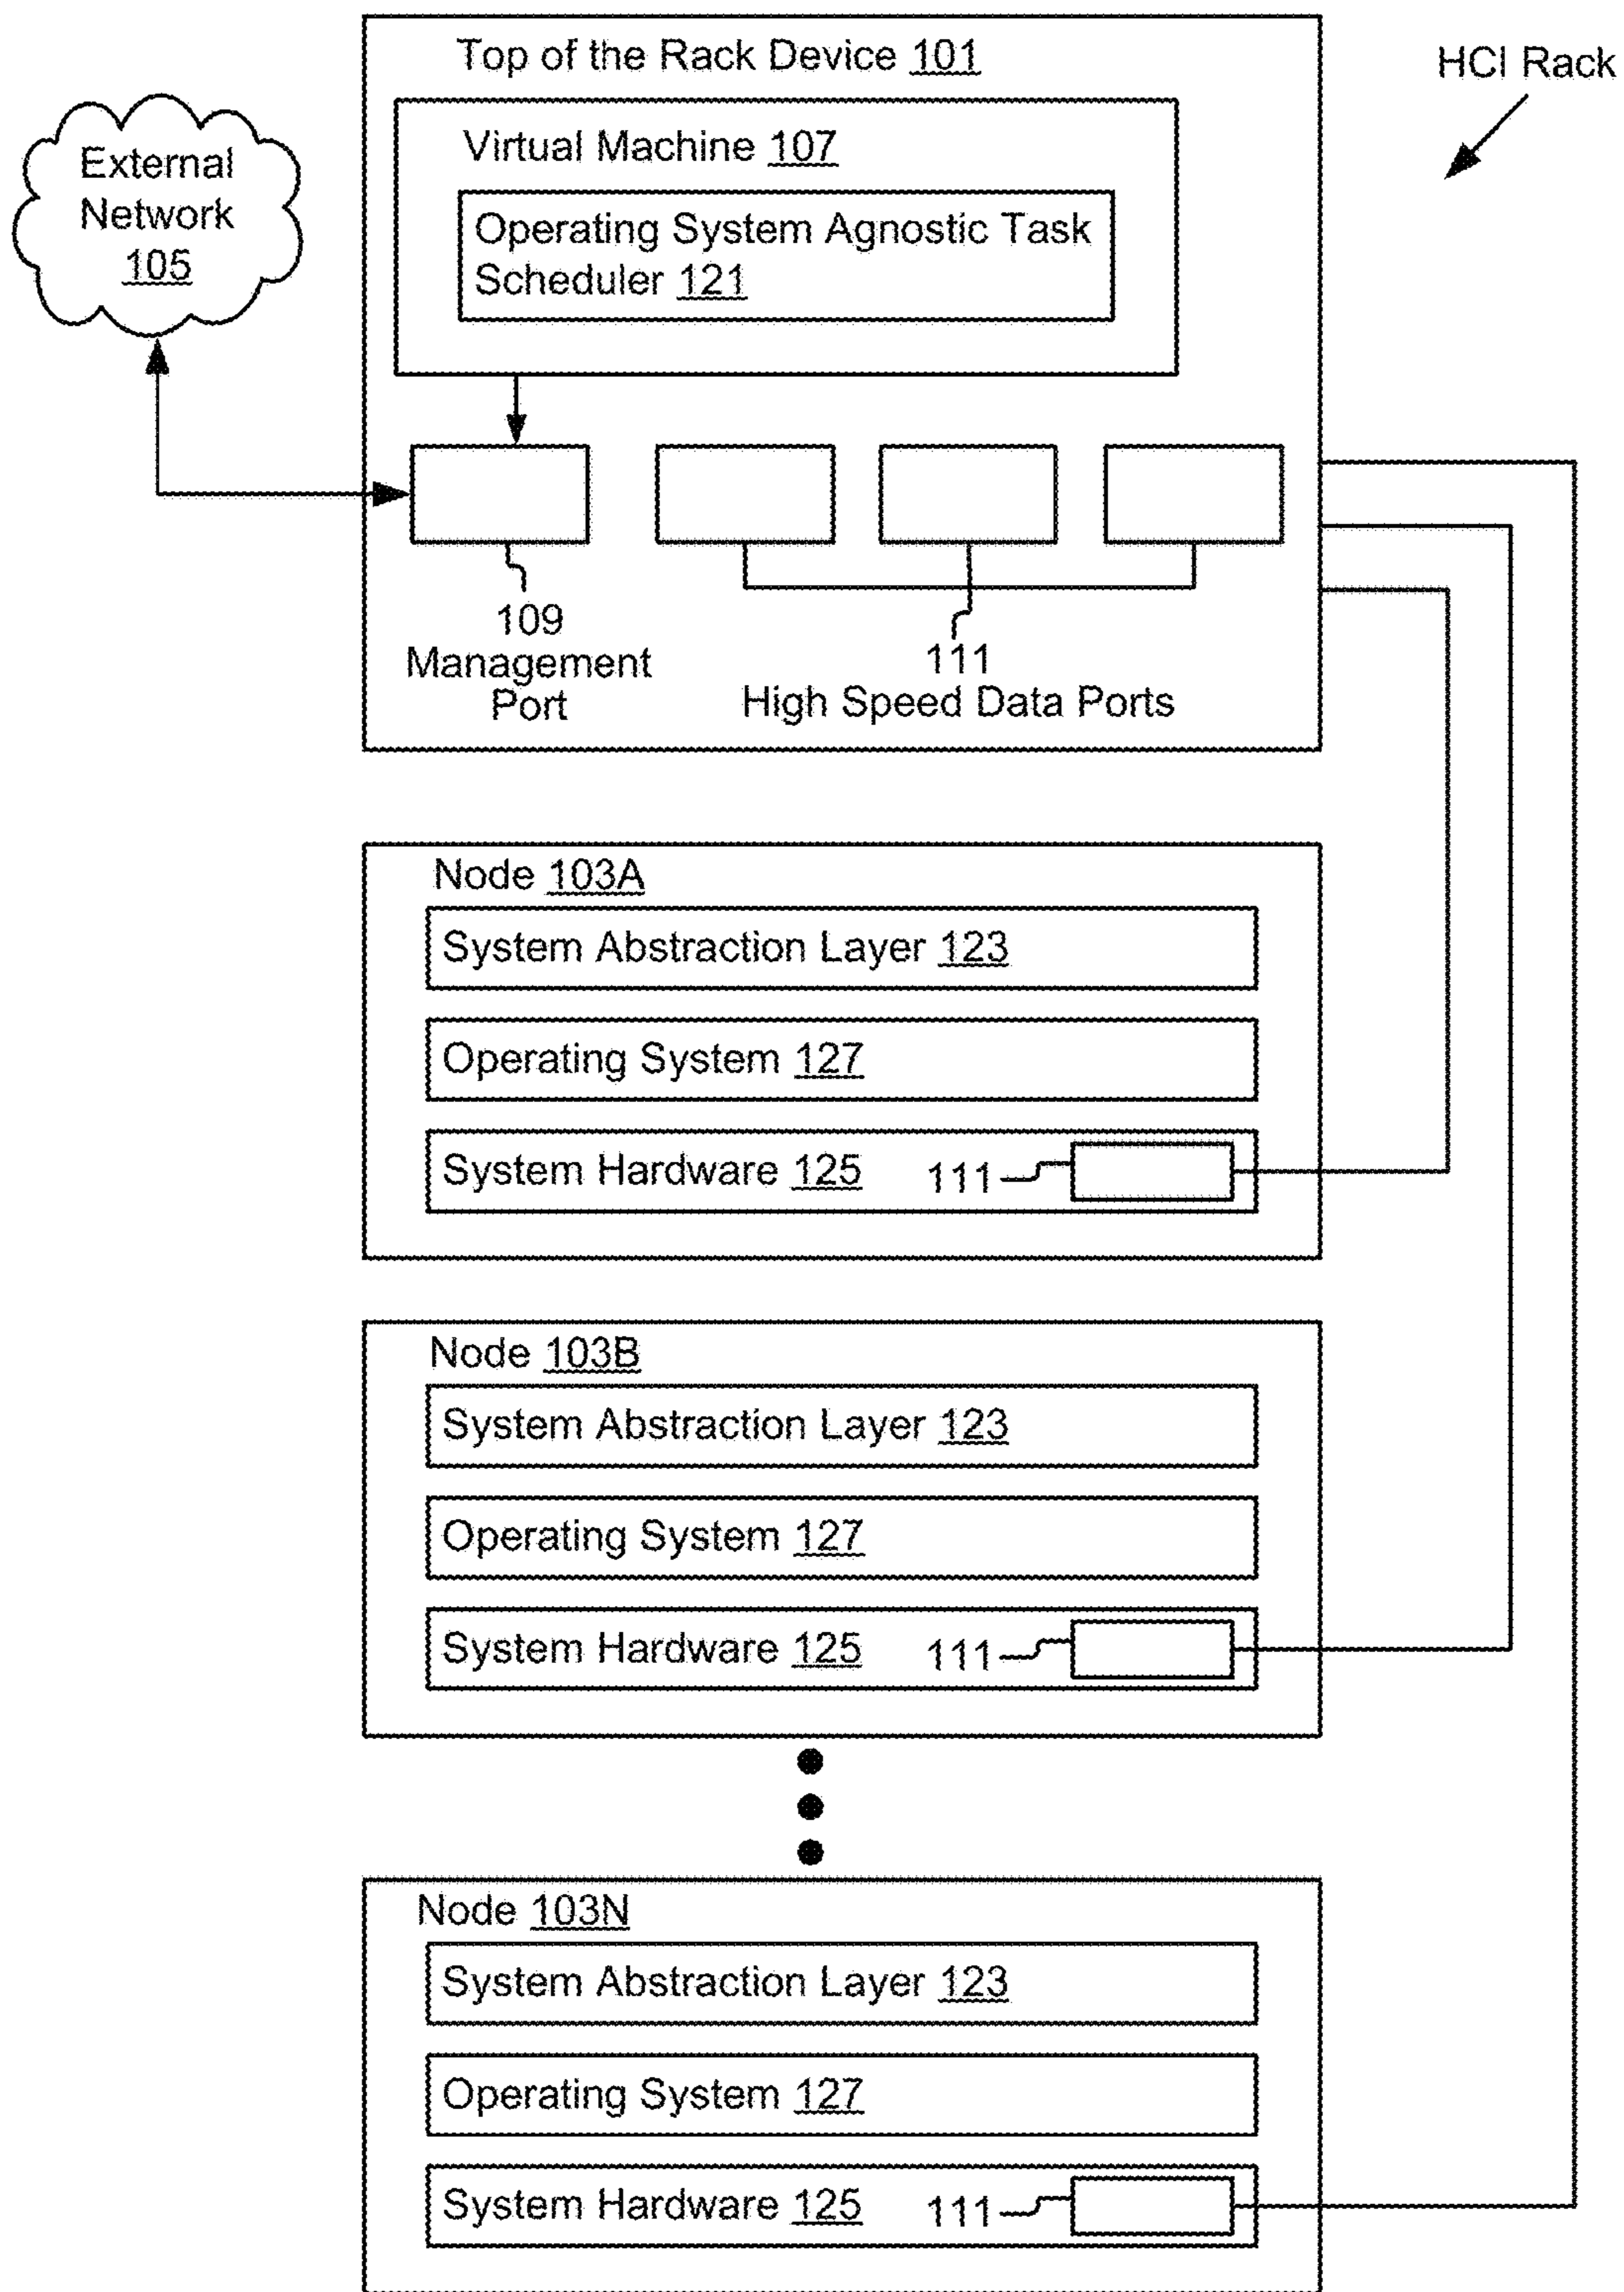 Top of the Rack Device 101
HCI Rack
External
Network
105
Virtual Machine 107
Operating System Agnostic Task
Scheduler 121
109
Management
Port
111
High Speed Data Ports
Node 103A
System Abstraction Layer 123
Operating System 127
System Hardware 125
111
Node 103B
System Abstraction Layer 123
Operating System 127
System Hardware 125
111
Node 103N
System Abstraction Layer 123
Operating System 127
System Hardware 125
111